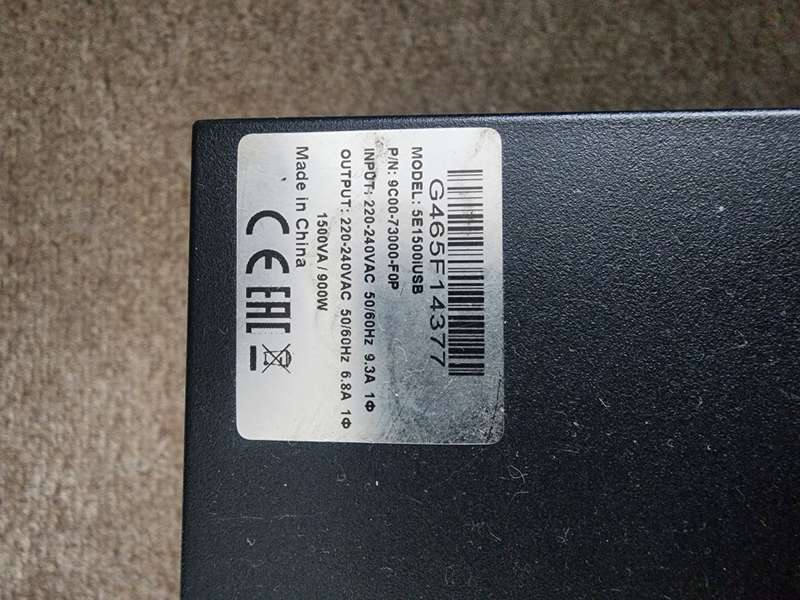 G465F14377
MODEL: 5E1500IUSB
P/N: 9C00-73000-F0P
INPUT: 220-240VAC 50/60Hz 9.3A 1Φ
OUTPUT: 220-240VAC 50/60Hz 6.8A 1Φ
1500VA / 900W
Made in China
CE EAC